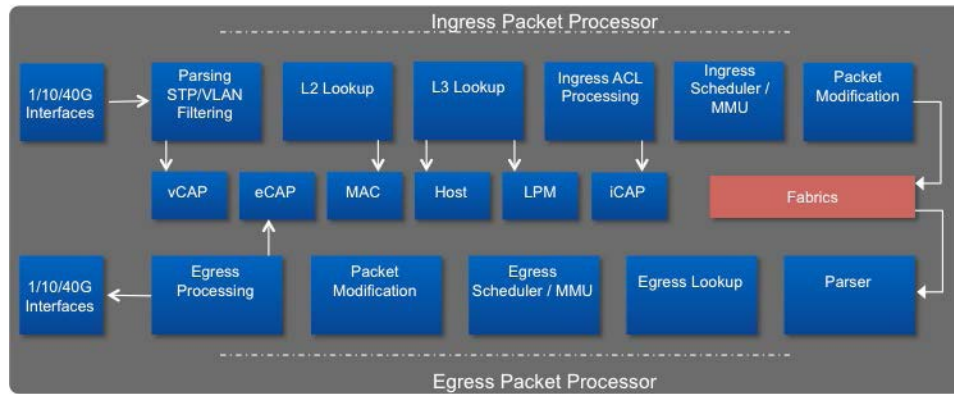 Ingress Packet Processor
1/10/40G
Interfaces
Parsing
STP/VLAN
Filtering
L2 Lookup
L3 Lookup
Ingress ACL
Processing
Ingress
Scheduler /
MMU
Packet
Modification
vCAP
eCAP
MAC
Host
LPM
iCAP
Fabrics
1/10/40G
Interfaces
Egress
Processing
Packet
Modification
Egress
Scheduler / MMU
Egress Lookup
Parser
Egress Packet Processor